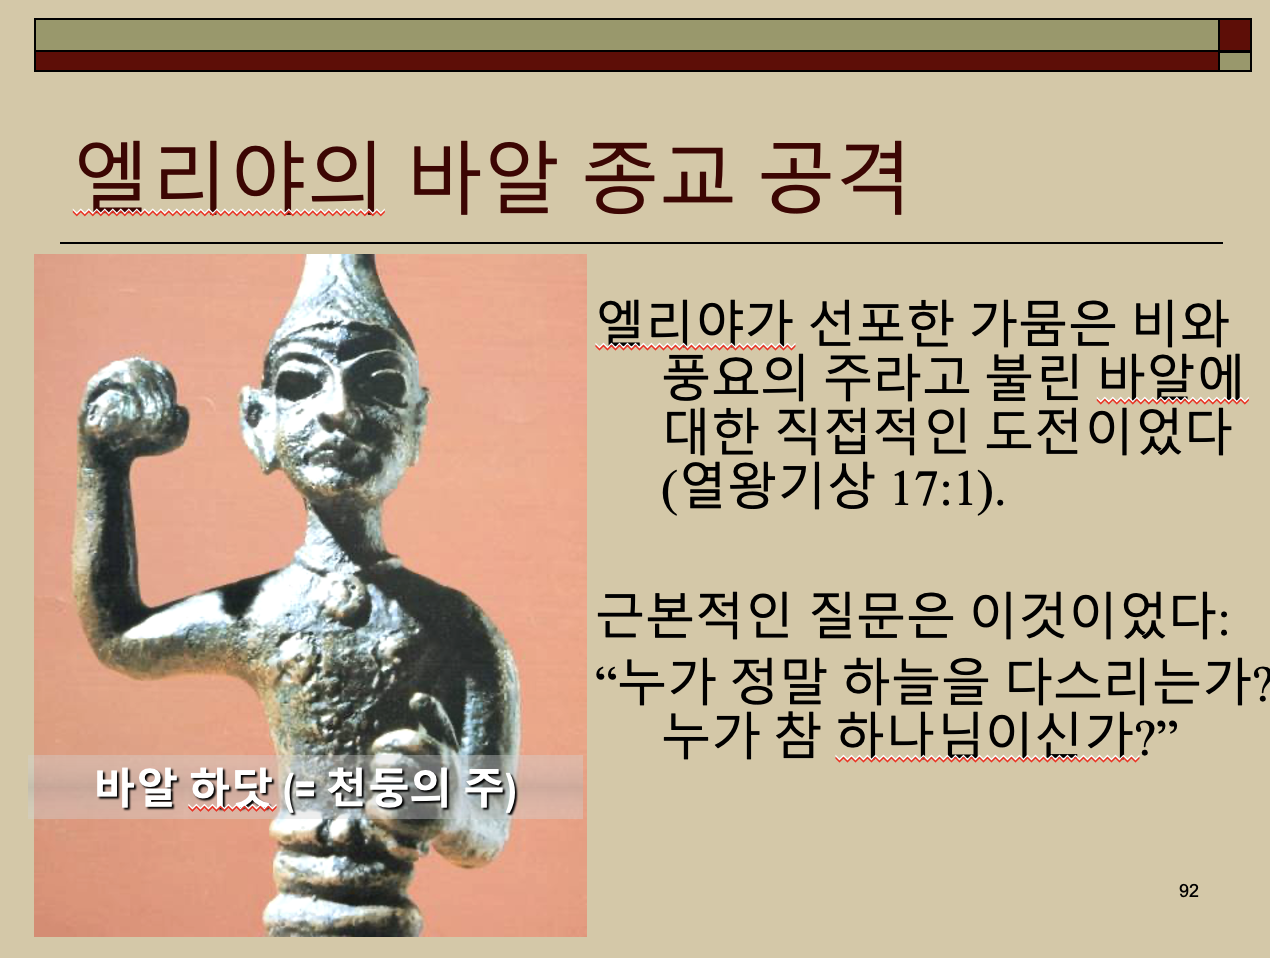 엘리야의 바알 종교 공격
엘리야가 선포한 가뭄은 비와
풍요의 주라고 불린 바알에
대한 직접적인 도전이었다
(열왕기상 17:1).
근본적인 질문은 이것이었다:
“누가 정말 하늘을 다스리는가?
누가 참 하나님이신가?”
바알 하닷 (= 천둥의 주)
92